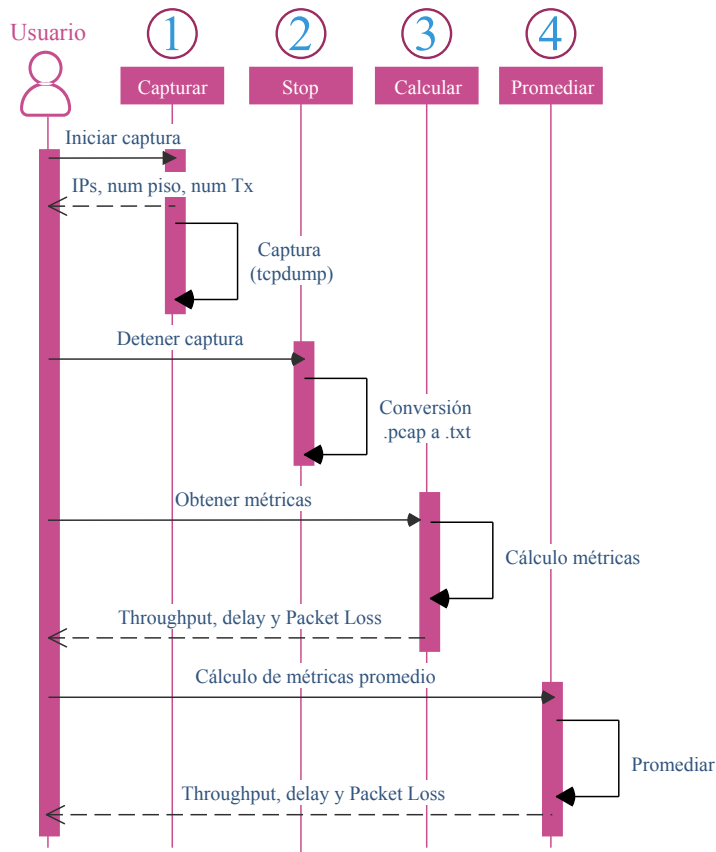 Usuario
1
2
3
4
Capturar
Stop
Calcular
Promediar
Iniciar captura
IPs, num piso, num Tx
Captura
(tcpdump)
Detener captura
Conversión
.pcap a .txt
Obtener métricas
Cálculo métricas
Throughput, delay y Packet Loss
Cálculo de métricas promedio
Promediar
Throughput, delay y Packet Loss